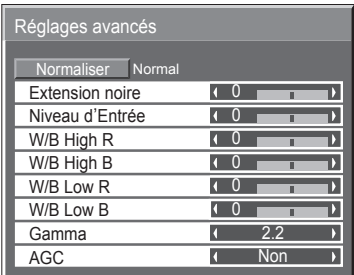 Réglages avancés
Normaliser Normal
Extension noire 0
Niveau d'Entrée 0
W/B High R 0
W/B High B 0
W/B Low R 0
W/B Low B 0
Gamma 2.2
AGC Non